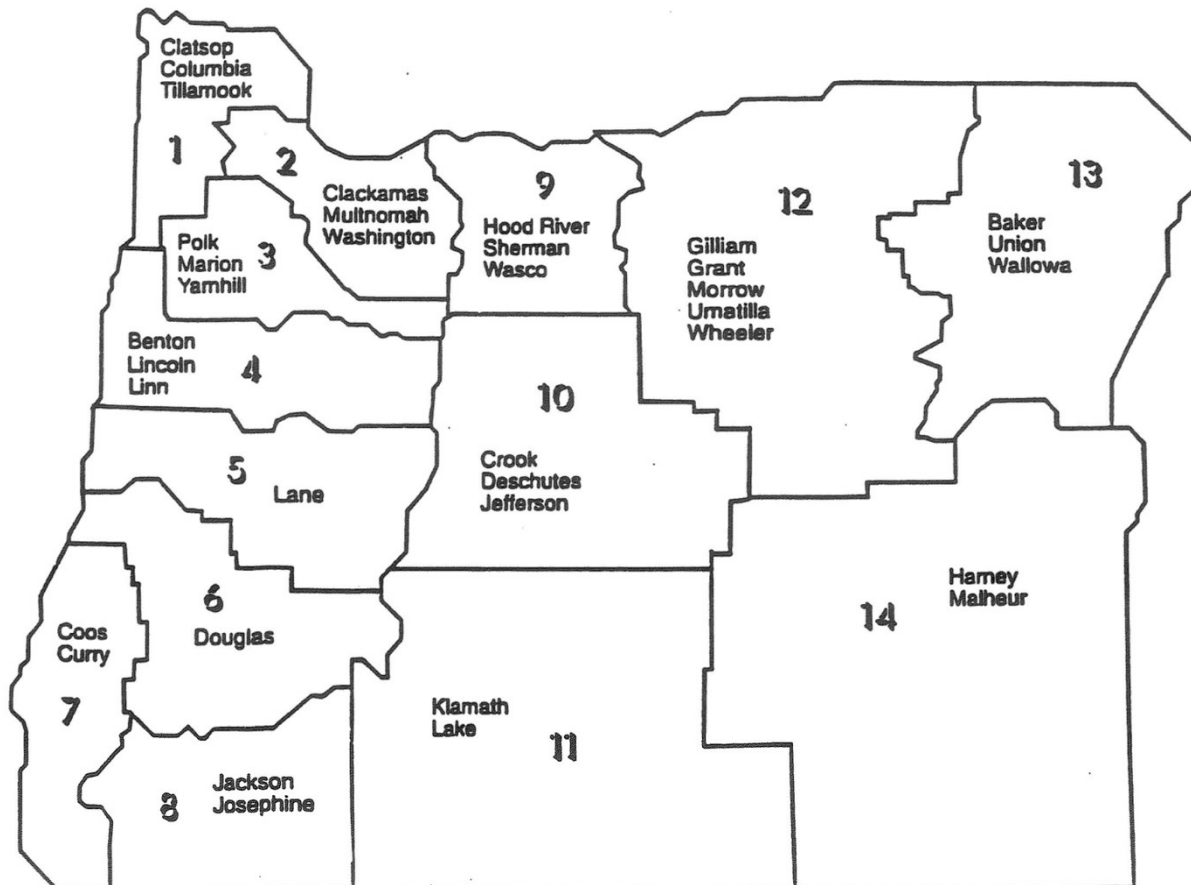 Clatsop
Columbia
Tillamook
1
2
Clackamas
Multnomah
Washington
Polk
Marion
Yamhill
3
Benton
Lincoln
Linn
4
5
Lane
6
Douglas
Coos
Curry
7
8
Jackson
Josephine
9
Hood River
Sherman
Wasco
10
Crook
Deschutes
Jefferson
Klamath
Lake
11
12
Gilliam
Grant
Morrow
Umatilla
Wheeler
13
Baker
Union
Wallowa
Harney
Malheur
14